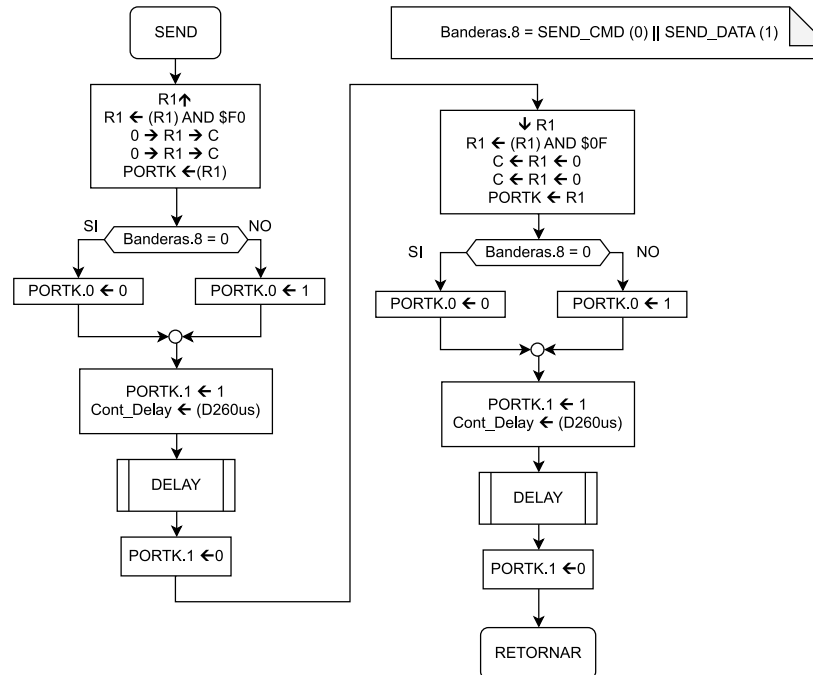 SEND
Banderas.8 = SEND_CMD (0) || SEND_DATA (1)
R1↑
R1 ← (R1) AND $F0
0 → R1 → C
0 → R1 → C
PORTK ←(R1)
SI
NO
Banderas.8 = 0
PORTK.0 ← 0
PORTK.0 ← 1
PORTK.1 ← 1
Cont_Delay ← (D260us)
DELAY
PORTK.1 ←0
↓ R1
R1 ← (R1) AND $0F
C ← R1 ← 0
C ← R1 ← 0
PORTK ← R1
SI
NO
Banderas.8 = 0
PORTK.0 ← 0
PORTK.0 ← 1
PORTK.1 ← 1
Cont_Delay ← (D260us)
DELAY
PORTK.1 ←0
RETORNAR